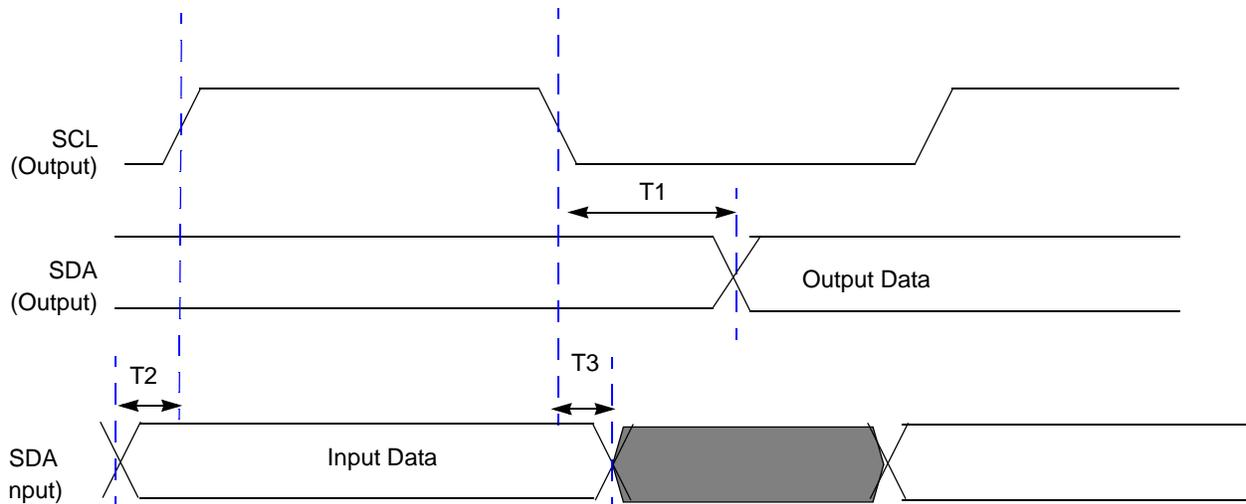 SCL
(Output)
T1
SDA
(Output)
Output Data
T2
T3
SDA
nput)
Input Data